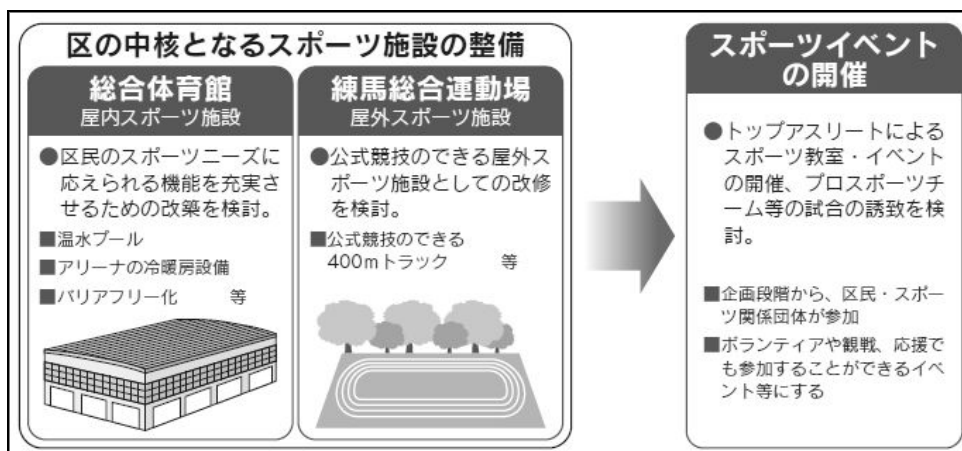 区の中核となるスポーツ施設の整備
総合体育館
屋内スポーツ施設
●区民のスポーツニーズに
応えられる機能を充実さ
せるための改築を検討。
■温水プール
■アリーナの冷暖房設備
■バリアフリー化 等
練馬総合運動場
屋外スポーツ施設
●公式競技のできる屋外ス
ポーツ施設としての改修
を検討。
■公式競技のできる
400mトラック 等
スポーツイベント
の開催
●トップアスリートによる
スポーツ教室・イベント
の開催、プロスポーツチ
ーム等の試合の誘致を検
討。
■企画段階から、区民・スポー
ツ関係団体が参加
■ボランティアや観戦、応援で
も参加することができるイベ
ント等にする